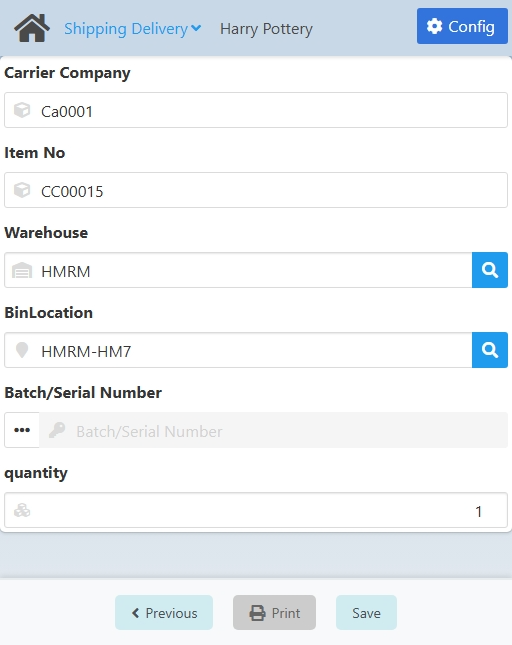 Shipping Delivery Harry Pottery Config
Carrier Company
Ca0001
Item No
CC00015
Warehouse
HMRM
BinLocation
HMRM-HM7
Batch/Serial Number
Batch/Serial Number
quantity
1
Previous Print Save